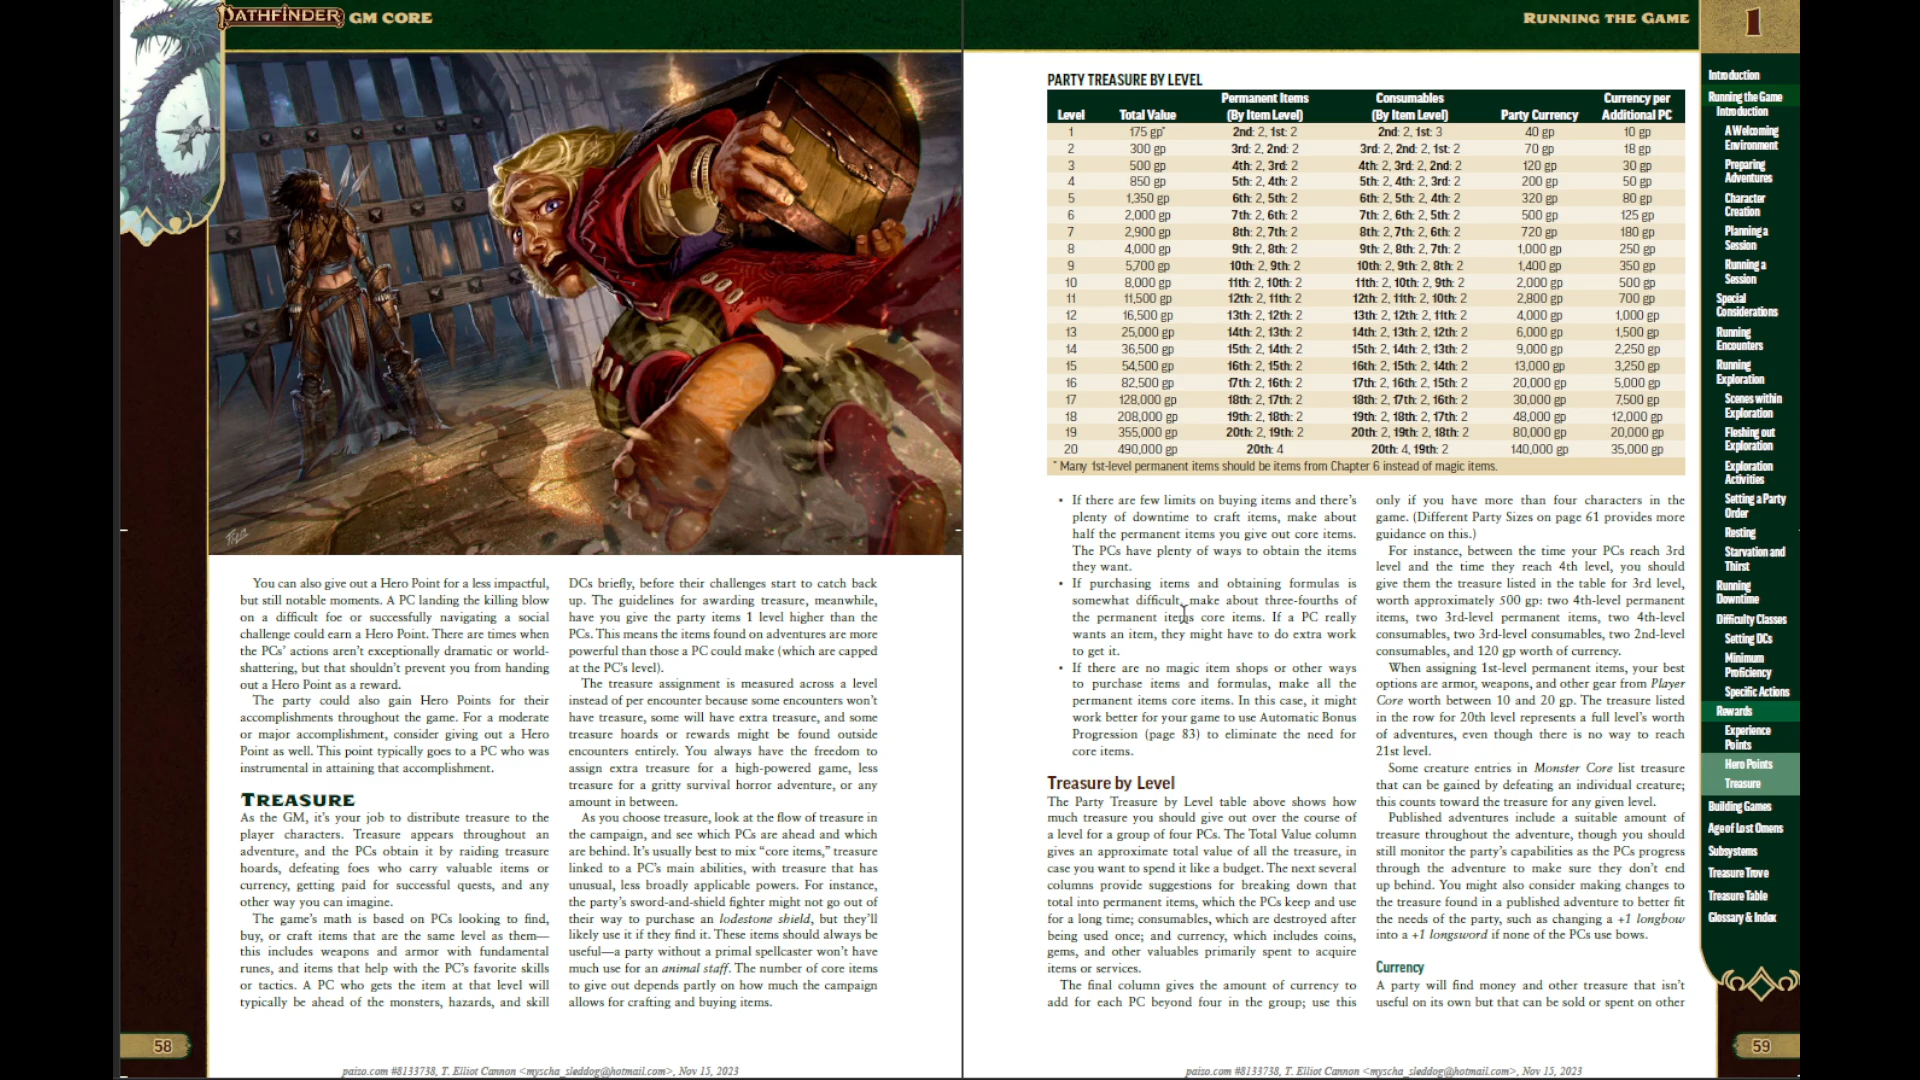 PATHFINDER GM CORE
You can also give out a Hero Point for a less impactful,
but still notable moments. A PC landing the killing blow
on a difficult foe or successfully navigating a social
challenge could earn a Hero Point. There are times when
the PCs' actions aren't exceptionally dramatic or world-
shattering, but that shouldn't prevent you from handing
out a Hero Point as a reward.
The party could also gain Hero Points for their
accomplishments throughout the game. For a moderate
or major accomplishment, consider giving out a Hero
Point as well. This point typically goes to a PC who was
instrumental in attaining that accomplishment.
TREASURE
As the GM, it's your job to distribute treasure to the
player characters. Treasure appears throughout an
adventure, and the PCs obtain it by raiding treasure
hoards, defeating foes who carry valuable items or
currency, getting paid for successful quests, and any
other way you can imagine.
The game's math is based on PCs looking to find,
buy, or craft items that are the same level as them—
this includes weapons and armor with fundamental
runes, and items that help with the PC's favorite skills
or tactics. A PC who gets the item at that level will
typically be ahead of the monsters, hazards, and skill
DCs briefly, before their challenges start to catch back
up. The guidelines for awarding treasure, meanwhile,
have you give the party items 1 level higher than the
PCs. This means the items found on adventures are more
powerful than those a PC could make (which are capped
at the PC's level).
The treasure assignment is measured across a level
instead of per encounter because some encounters won't
have treasure, some will have extra treasure, and some
treasure hoards or rewards might be found outside
encounters entirely. You always have the freedom to
assign extra treasure for a high-powered game, less
treasure for a gritty survival horror adventure, or any
amount in between.
As you choose treasure, look at the flow of treasure in
the campaign, and see which PCs are ahead and which
are behind. It's usually best to mix "core items," treasure
linked to a PC's main abilities, with treasure that has
unusual, less broadly applicable powers. For instance,
the party's sword-and-shield fighter might not go out of
their way to purchase an lodestone shield, but they'll
likely use it if they find it. These items should always be
useful—a party without a primal spellcaster won't have
much use for an animal staff. The number of core items
to give out depends partly on how much the campaign
allows for crafting and buying items.
58
paizo.com #8133738, T. Elliot Cannon <myscha_sleddog@hotmail.com>, Nov 15, 2023
RUNNING THE GAME
1
PARTY TREASURE BY LEVEL
Level Total Value Permanent Items (By Item Level) Consumables (By Item Level) Party Currency Currency per Additional PC
1 175 gp* 2nd: 2, 1st: 2 2nd: 2, 1st: 3 40 gp 10 gp
2 300 gp 3rd: 2, 2nd: 2 3rd: 2, 2nd: 2, 1st: 2 70 gp 18 gp
3 500 gp 4th: 2, 3rd: 2 4th: 2, 3rd: 2, 2nd: 2 120 gp 30 gp
4 850 gp 5th: 2, 4th: 2 5th: 2, 4th: 2, 3rd: 2 200 gp 50 gp
5 1,350 gp 6th: 2, 5th: 2 6th: 2, 5th: 2, 4th: 2 320 gp 80 gp
6 2,000 gp 7th: 2, 6th: 2 7th: 2, 6th: 2, 5th: 2 500 gp 125 gp
7 2,900 gp 8th: 2, 7th: 2 8th: 2, 7th: 2, 6th: 2 720 gp 180 gp
8 4,000 gp 9th: 2, 8th: 2 9th: 2, 8th: 2, 7th: 2 1,000 gp 250 gp
9 5,700 gp 10th: 2, 9th: 2 10th: 2, 9th: 2, 8th: 2 1,400 gp 350 gp
10 8,000 gp 11th: 2, 10th: 2 11th: 2, 10th: 2, 9th: 2 2,000 gp 500 gp
11 11,500 gp 12th: 2, 11th: 2 12th: 2, 11th: 2, 10th: 2 2,800 gp 700 gp
12 16,500 gp 13th: 2, 12th: 2 13th: 2, 12th: 2, 11th: 2 4,000 gp 1,000 gp
13 25,000 gp 14th: 2, 13th: 2 14th: 2, 13th: 2, 12th: 2 6,000 gp 1,500 gp
14 36,500 gp 15th: 2, 14th: 2 15th: 2, 14th: 2, 13th: 2 9,000 gp 2,250 gp
15 54,500 gp 16th: 2, 15th: 2 16th: 2, 15th: 2, 14th: 2 13,000 gp 3,250 gp
16 82,500 gp 17th: 2, 16th: 2 17th: 2, 16th: 2, 15th: 2 20,000 gp 5,000 gp
17 128,000 gp 18th: 2, 17th: 2 18th: 2, 17th: 2, 16th: 2 30,000 gp 7,500 gp
18 208,000 gp 19th: 2, 18th: 2 19th: 2, 18th: 2, 17th: 2 48,000 gp 12,000 gp
19 355,000 gp 20th: 2, 19th: 2 20th: 2, 19th: 2, 18th: 2 80,000 gp 20,000 gp
20 490,000 gp 20th: 4 20th: 4, 19th: 2 140,000 gp 35,000 gp
* Many 1st-level permanent items should be items from Chapter 6 instead of magic items.
• If there are few limits on buying items and there's
plenty of downtime to craft items, make about
half the permanent items you give out core items.
The PCs have plenty of ways to obtain the items
they want.
• If purchasing items and obtaining formulas is
somewhat difficult, make about three-fourths of
the permanent items core items. If a PC really
wants an item, they might have to do extra work
to get it.
• If there are no magic item shops or other ways
to purchase items and formulas, make all the
permanent items core items. In this case, it might
work better for your game to use Automatic Bonus
Progression (page 83) to eliminate the need for
core items.
Treasure by Level
The Party Treasure by Level table above shows how
much treasure you should give out over the course of
a level for a group of four PCs. The Total Value column
gives an approximate total value of all the treasure, in
case you want to spend it like a budget. The next several
columns provide suggestions for breaking down that
total into permanent items, which the PCs keep and use
for a long time; consumables, which are destroyed after
being used once; and currency, which includes coins,
gems, and other valuables primarily spent to acquire
items or services.
The final column gives the amount of currency to
add for each PC beyond four in the group; use this
only if you have more than four characters in the
game. (Different Party Sizes on page 61 provides more
guidance on this.)
For instance, between the time your PCs reach 3rd
level and the time they reach 4th level, you should
give them the treasure listed in the table for 3rd level,
worth approximately 500 gp: two 4th-level permanent
items, two 3rd-level permanent items, two 4th-level
consumables, two 3rd-level consumables, two 2nd-level
consumables, and 120 gp worth of currency.
When assigning 1st-level permanent items, your best
options are armor, weapons, and other gear from Player
Core worth between 10 and 20 gp. The treasure listed
in the row for 20th level represents a full level's worth
of adventures, even though there is no way to reach
21st level.
Some creature entries in Monster Core list treasure
that can be gained by defeating an individual creature;
this counts toward the treasure for any given level.
Published adventures include a suitable amount of
treasure throughout the adventure, though you should
still monitor the party's capabilities as the PCs progress
through the adventure to make sure they don't end
up behind. You might also consider making changes to
the treasure found in a published adventure to better fit
the needs of the party, such as changing a +1 longbow
into a +1 longsword if none of the PCs use bows.
Currency
A party will find money and other treasure that isn't
useful on its own but that can be sold or spent on other
Introduction
Running the Game
Introduction
A Welcoming
Environment
Preparing
Adventures
Character
Creation
Planning a
Session
Running a
Session
Special
Considerations
Running
Encounters
Running
Exploration
Scenes within
Exploration
Fleshing out
Exploration
Exploration
Activities
Setting a Party
Order
Resting
Starvation and
Thirst
Running
Downtime
Difficulty Classes
Setting DCs
Minimum
Proficiency
Specific Actions
Rewards
Experience
Points
Hero Points
Treasure
Building Games
Age of Lost Omens
Subsystems
Treasure Trove
Treasure Table
Glossary & Index
59
paizo.com #8133738, T. Elliot Cannon <myscha_sleddog@hotmail.com>, Nov 15, 2023